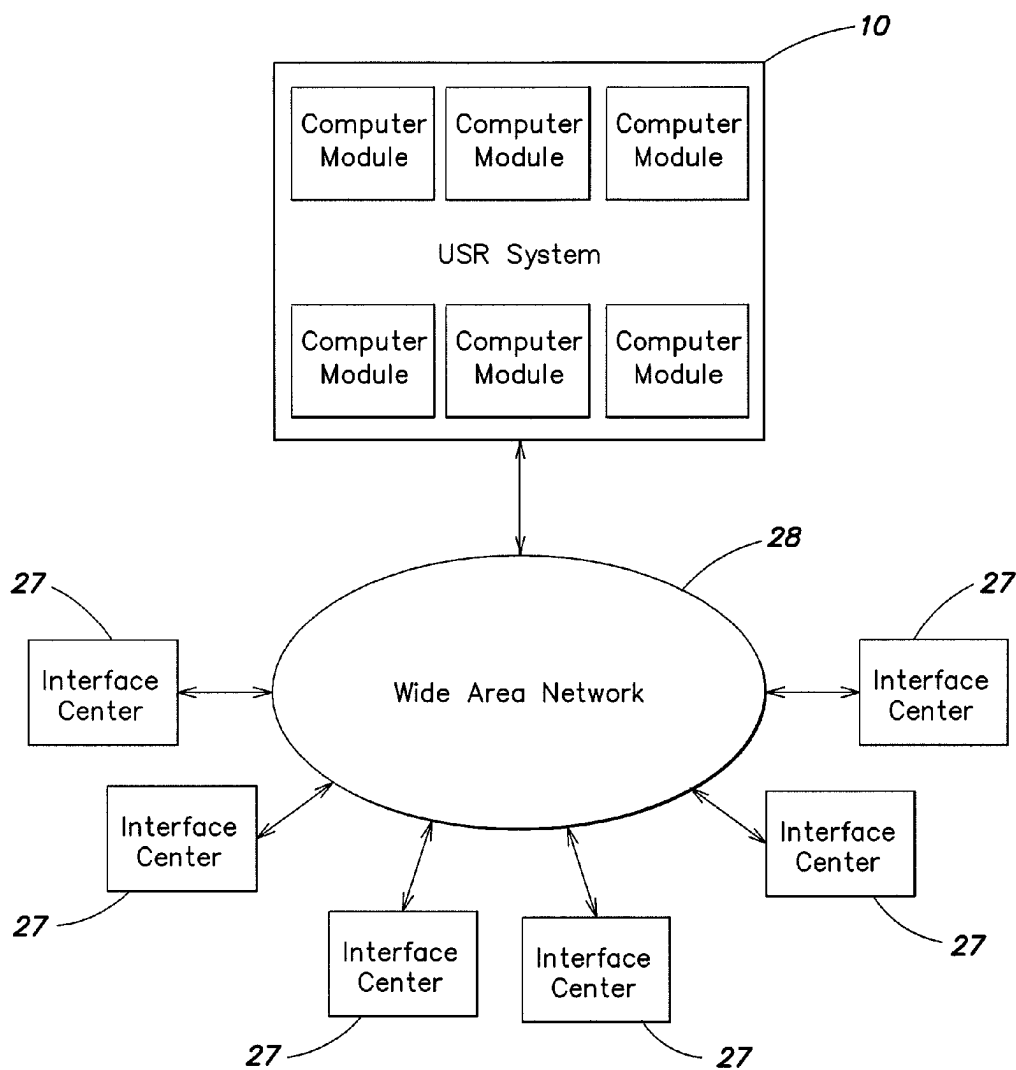 10
Computer Module
Computer Module
Computer Module
USR System
Computer Module
Computer Module
Computer Module
28
27
27
Interface Center
Wide Area Network
Interface Center
Interface Center
Interface Center
27
27
Interface Center
Interface Center
27
27